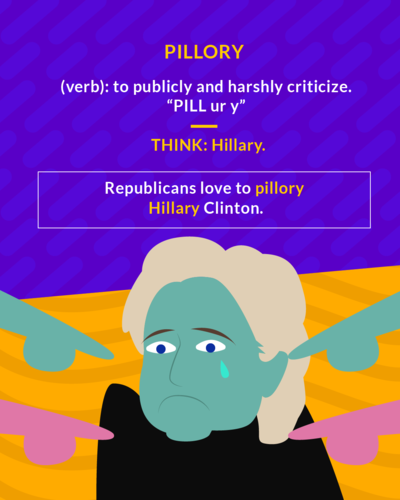 PILLORY
(verb): to publicly and harshly criticize.
“PILL ur y”
THINK: Hillary.
Republicans love to pillory
Hillary Clinton.